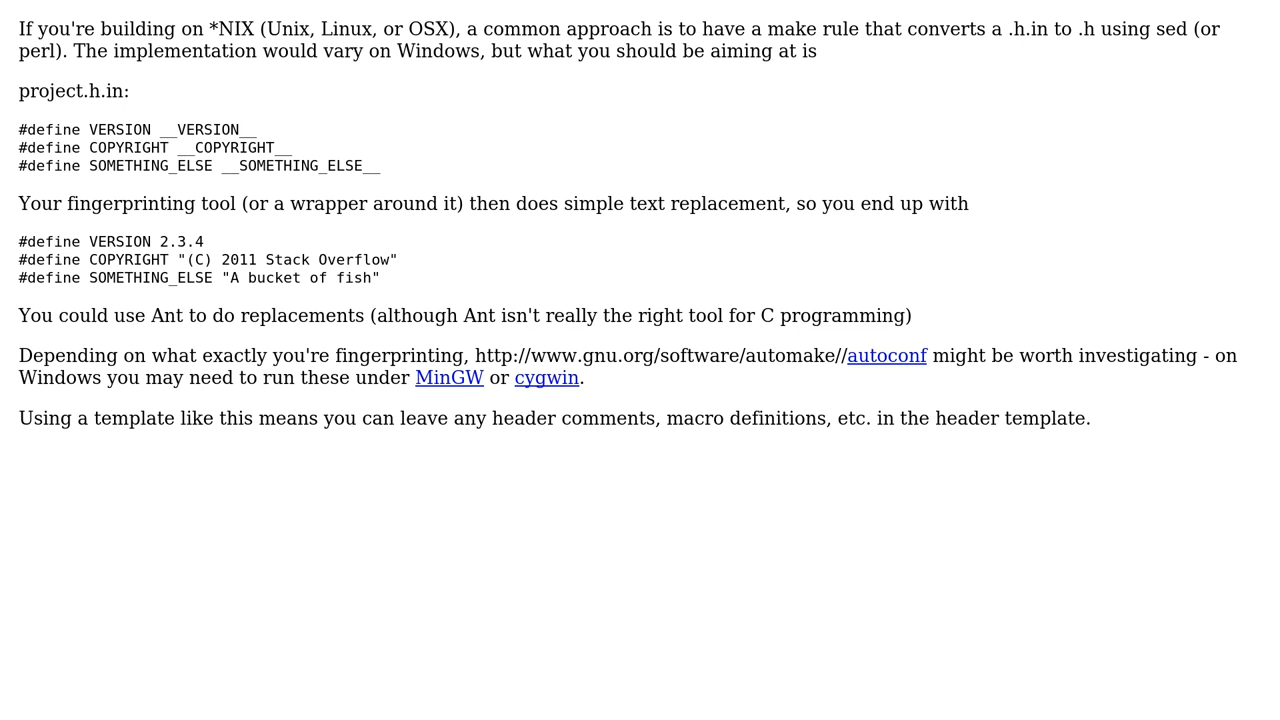 If you're building on *NIX (Unix, Linux, or OSX), a common approach is to have a make rule that converts a .h.in to .h using sed (or
perl). The implementation would vary on Windows, but what you should be aiming at is
project.h.in:
#define VERSION __VERSION__
#define COPYRIGHT __COPYRIGHT__
#define SOMETHING_ELSE __SOMETHING_ELSE__
Your fingerprinting tool (or a wrapper around it) then does simple text replacement, so you end up with
#define VERSION 2.3.4
#define COPYRIGHT "(C) 2011 Stack Overflow"
#define SOMETHING_ELSE "A bucket of fish"
You could use Ant to do replacements (although Ant isn't really the right tool for C programming)
Depending on what exactly you're fingerprinting, http://www.gnu.org/software/automake//autoconf might be worth investigating - on
Windows you may need to run these under MinGW or cygwin.
Using a template like this means you can leave any header comments, macro definitions, etc. in the header template.